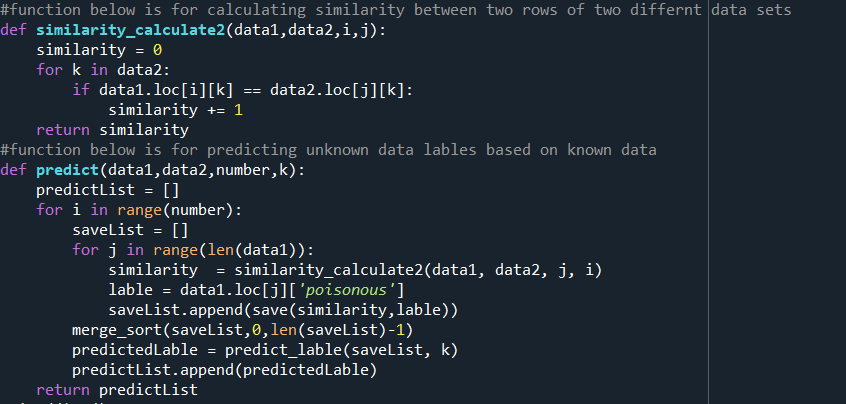 #function below is for calculating similarity between two rows of two differnt data sets
def similarity_calculate2(data1,data2,i,j):
    similarity = 0
    for k in data2:
        if data1.loc[i][k] == data2.loc[j][k]:
            similarity += 1
    return similarity
#function below is for predicting unknown data lables based on known data
def predict(data1,data2,number,k):
    predictList = []
    for i in range(number):
        saveList = []
        for j in range(len(data1)):
            similarity  = similarity_calculate2(data1, data2, j, i)
            lable = data1.loc[j]['poisonous']
            saveList.append(save(similarity,lable))
        merge_sort(saveList,0,len(saveList)-1)
        predictedLable = predict_lable(saveList, k)
        predictList.append(predictedLable)
    return predictList